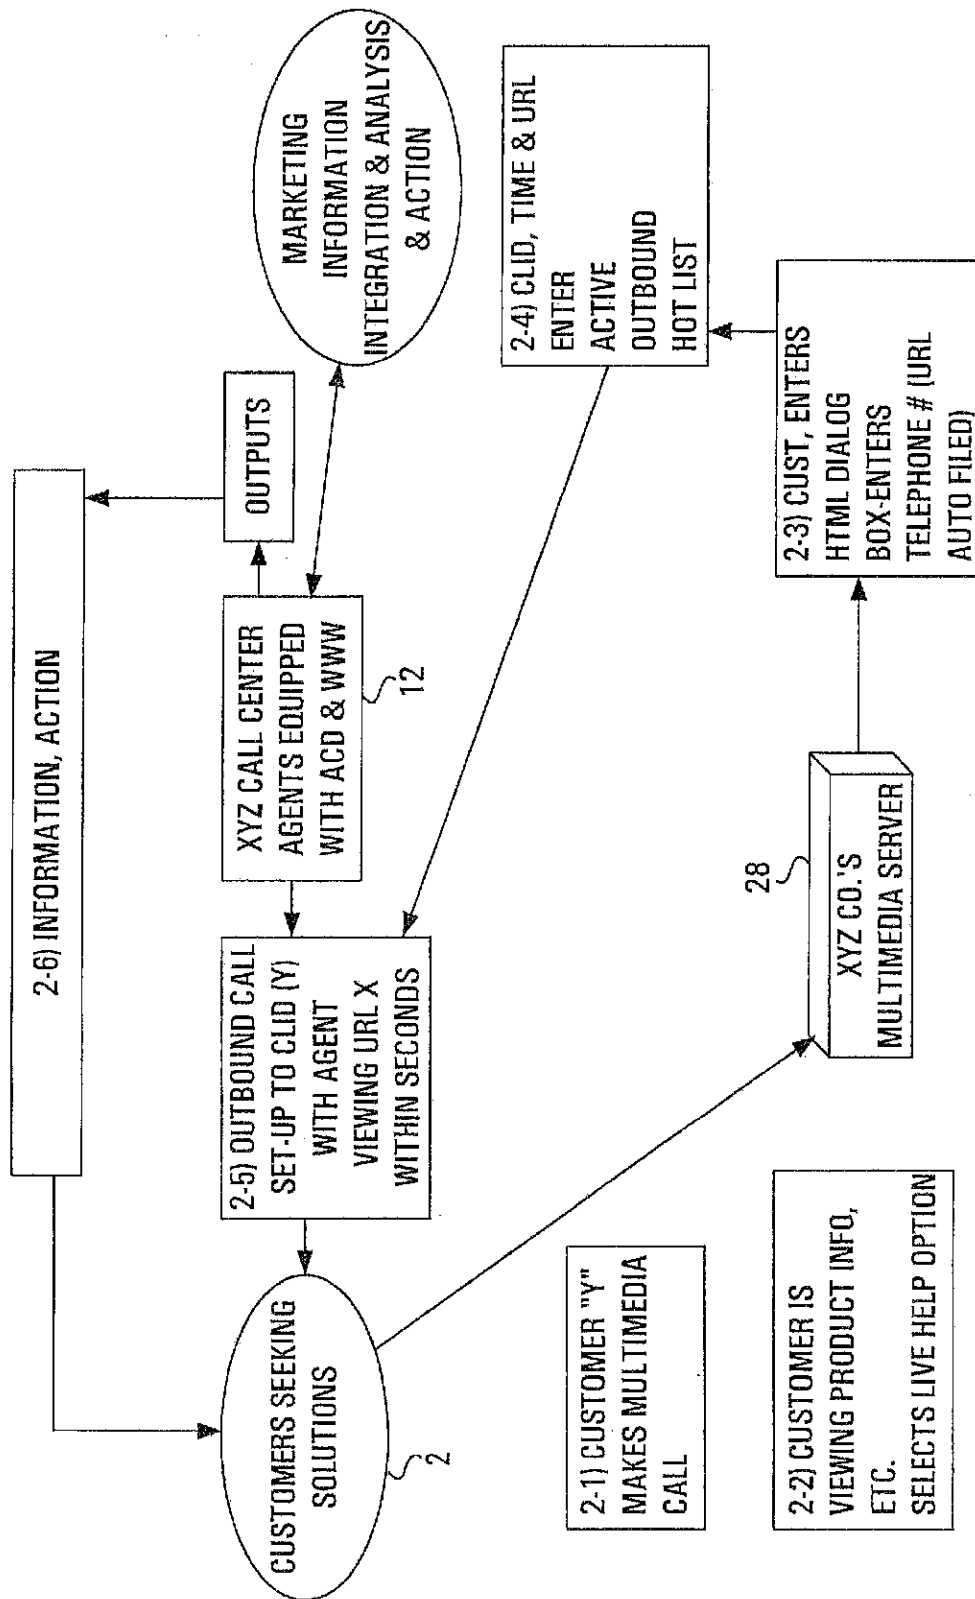 2-6) INFORMATION, ACTION
CUSTOMERS SEEKING
SOLUTIONS
2
2-5) OUTBOUND CALL
SET-UP TO CLID (Y)
WITH AGENT
VIEWING URL X
WITHIN SECONDS
XYZ CALL CENTER
AGENTS EQUIPPED
WITH ACD & WWW
12
OUTPUTS
MARKETING
INFORMATION
INTEGRATION & ANALYSIS
& ACTION
2-1) CUSTOMER "Y"
MAKES MULTIMEDIA
CALL
2-4) CLID, TIME & URL
ENTER
ACTIVE
OUTBOUND
HOT LIST
2-2) CUSTOMER IS
VIEWING PRODUCT INFO,
ETC.
SELECTS LIVE HELP OPTION
28
XYZ CO.'S
MULTIMEDIA SERVER
2-3) CUST, ENTERS
HTML DIALOG
BOX-ENTERS
TELEPHONE # (URL
AUTO FILED)